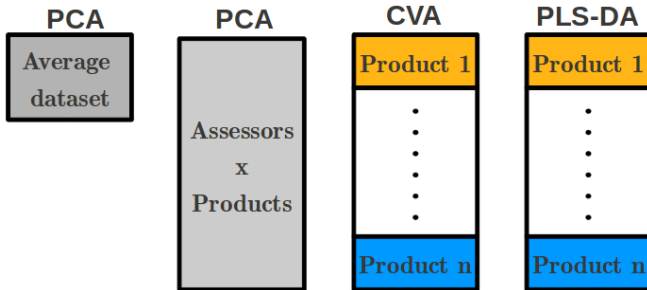 PCA
Average
dataset
PCA
Assessors
x
Products
CVA
Product 1
Product n
PLS-DA
Product 1
Product n